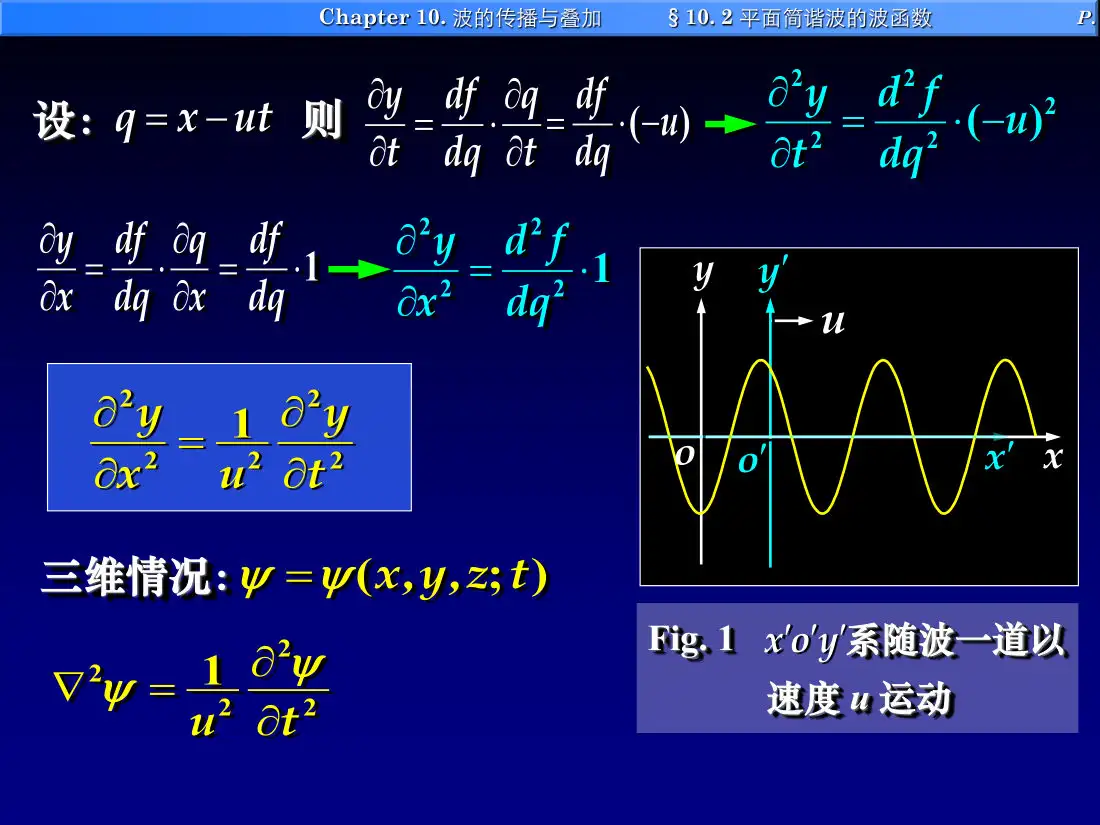 Chapter 10. 波的传播与叠加 §10. 2 平面简谐波的波函数 P.
设: q = x − ut 则 ∂y/∂t = df/dq · ∂q/∂t = df/dq · (−u) ➡ ∂²y/∂t² = d²f/dq² · (−u)²
∂y/∂x = df/dq · ∂q/∂x = df/dq · 1 ➡ ∂²y/∂x² = d²f/dq² · 1
∂²y/∂x² = 1/u² ∂²y/∂t²
三维情况: ψ = ψ(x, y, z; t)
∇²ψ = 1/u² ∂²ψ/∂t²
y y′
u
o o′ x′ x
Fig. 1 x′o′y′系随波一道以
速度 u 运动